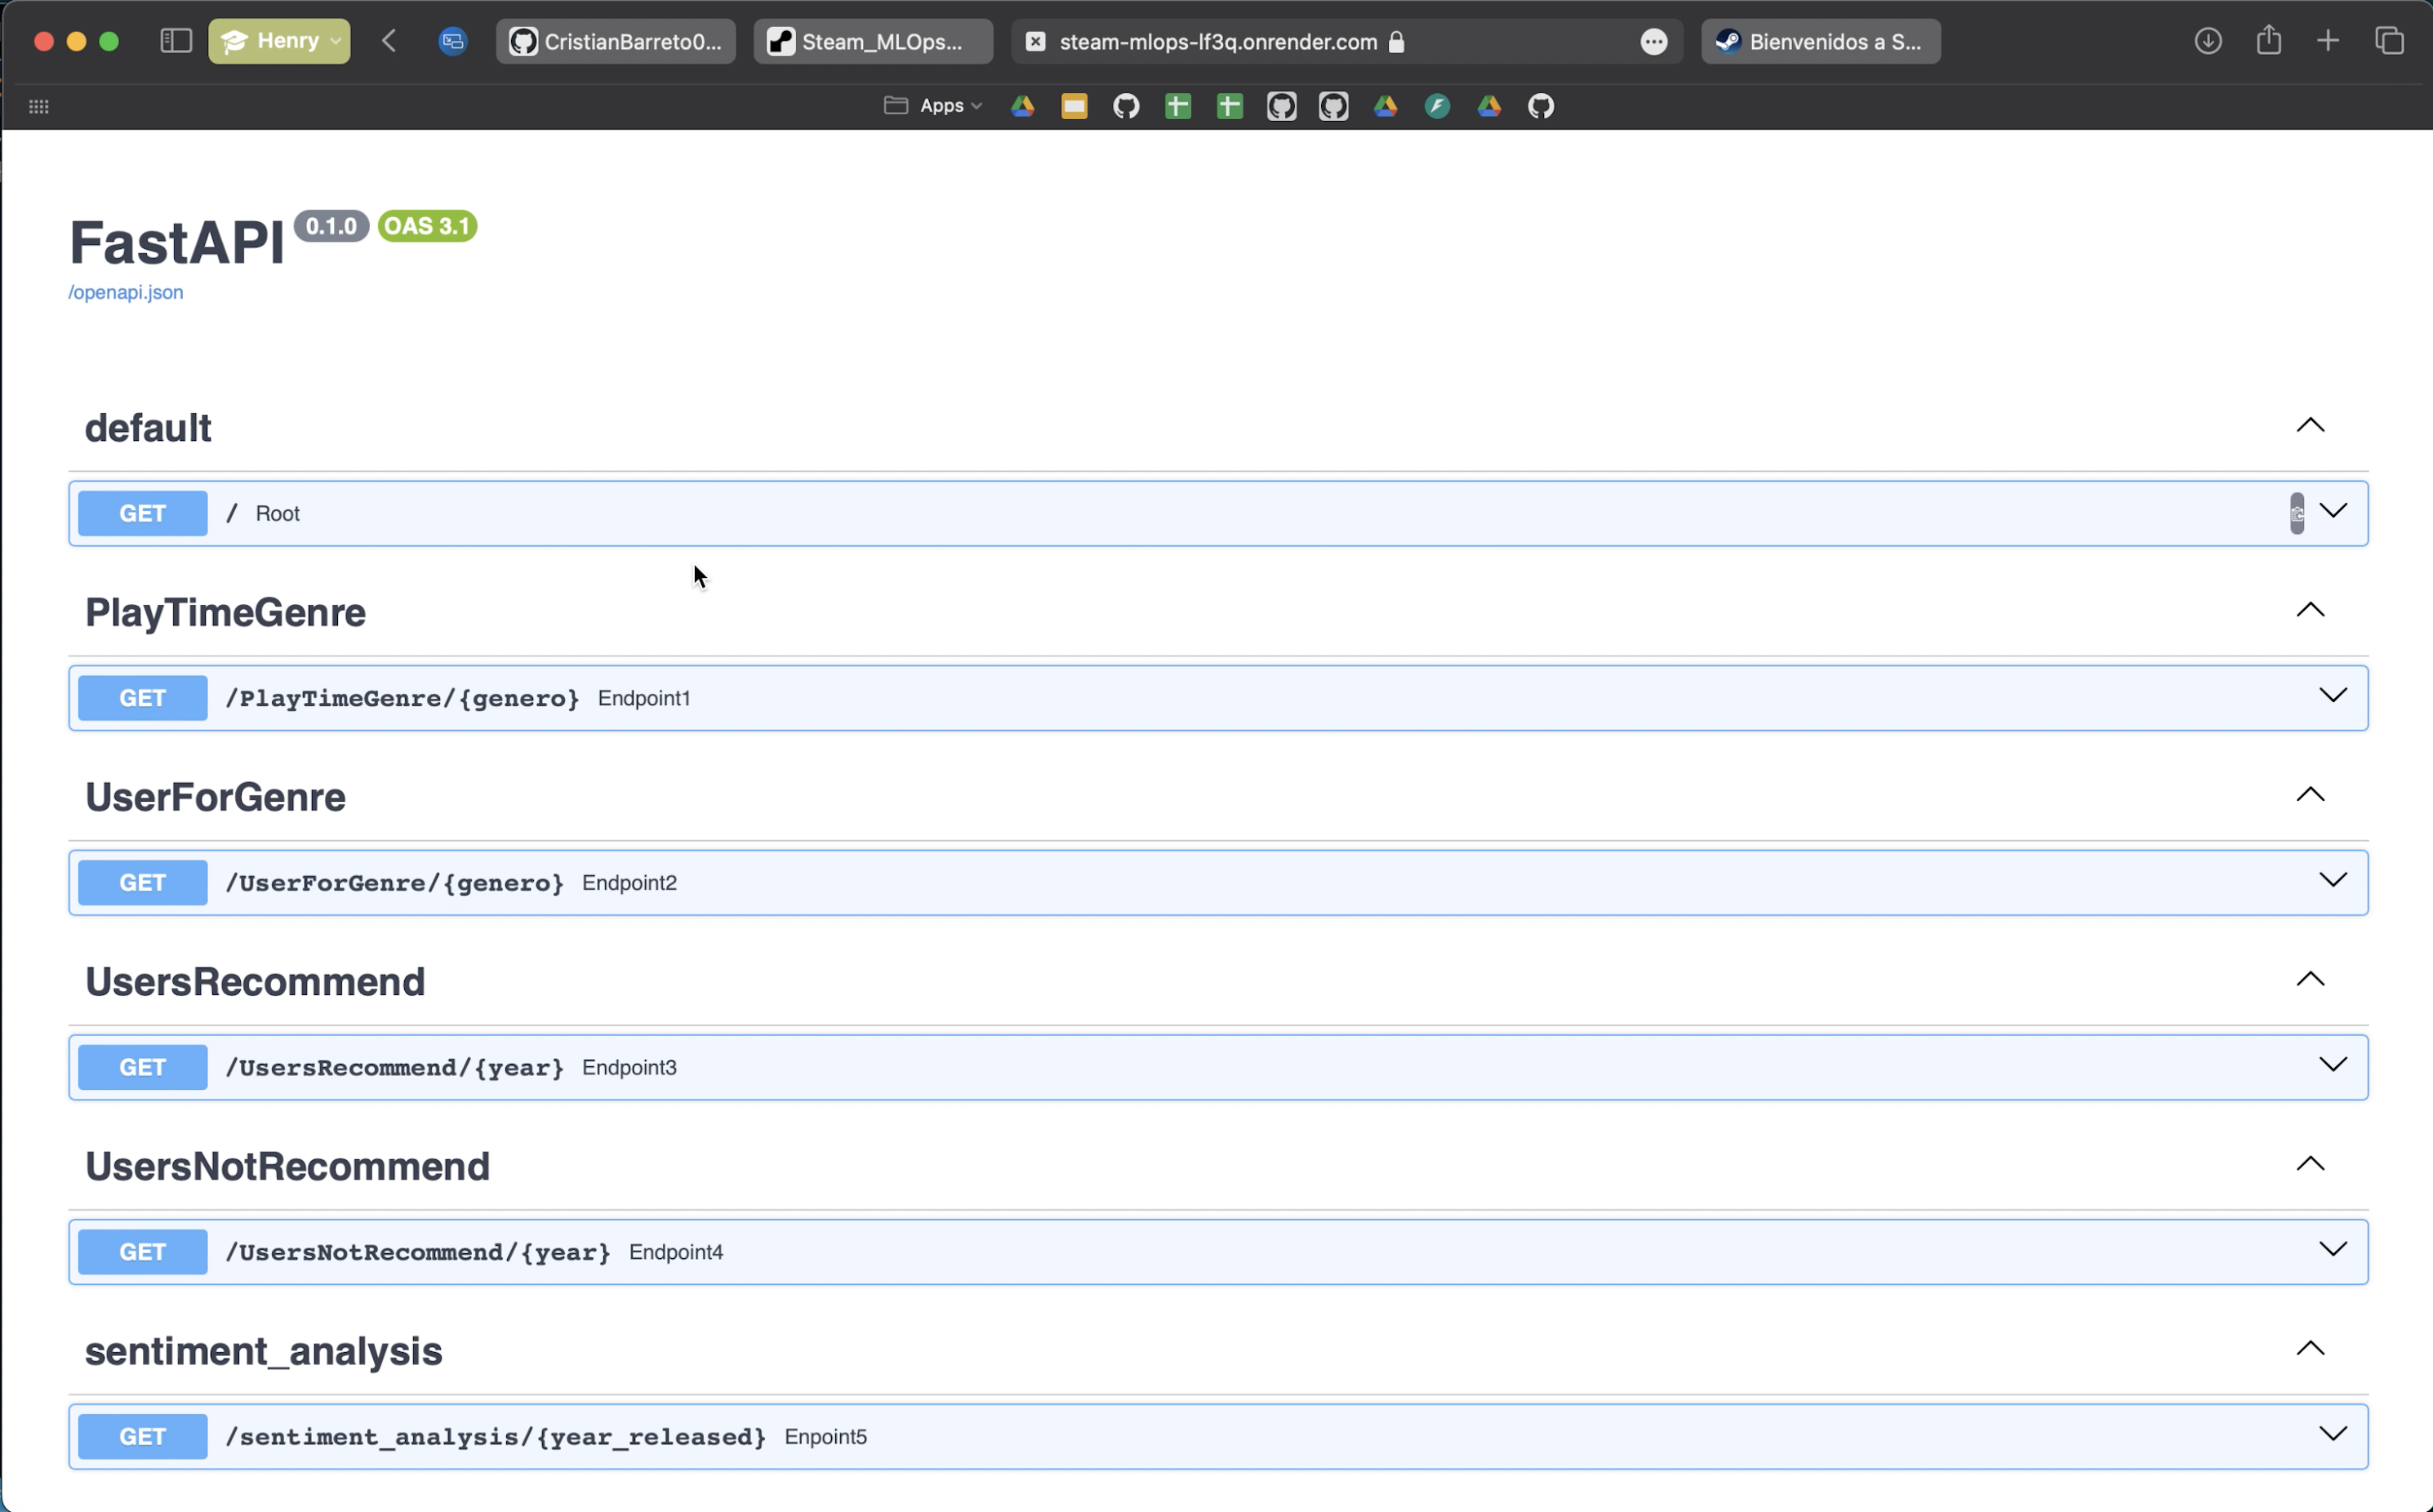 Henry
CristianBarreto0...
Steam_MLOps...
steam-mlops-lf3q.onrender.com
Bienvenidos a S...
Apps
FastAPI 0.1.0 OAS 3.1
/openapi.json
default
GET / Root
PlayTimeGenre
GET /PlayTimeGenre/{genero} Endpoint1
UserForGenre
GET /UserForGenre/{genero} Endpoint2
UsersRecommend
GET /UsersRecommend/{year} Endpoint3
UsersNotRecommend
GET /UsersNotRecommend/{year} Endpoint4
sentiment_analysis
GET /sentiment_analysis/{year_released} Enpoint5